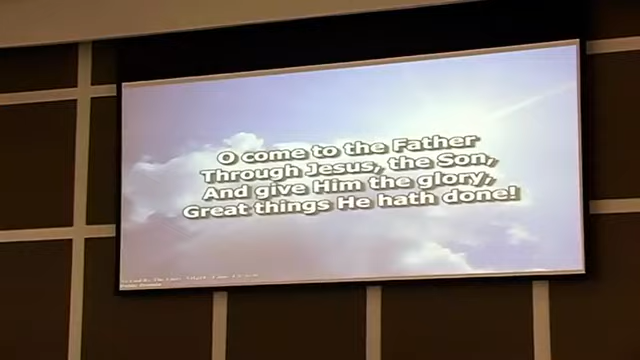 O come to the Father
Through Jesus, the Son,
And give Him the glory,
Great things He hath done!